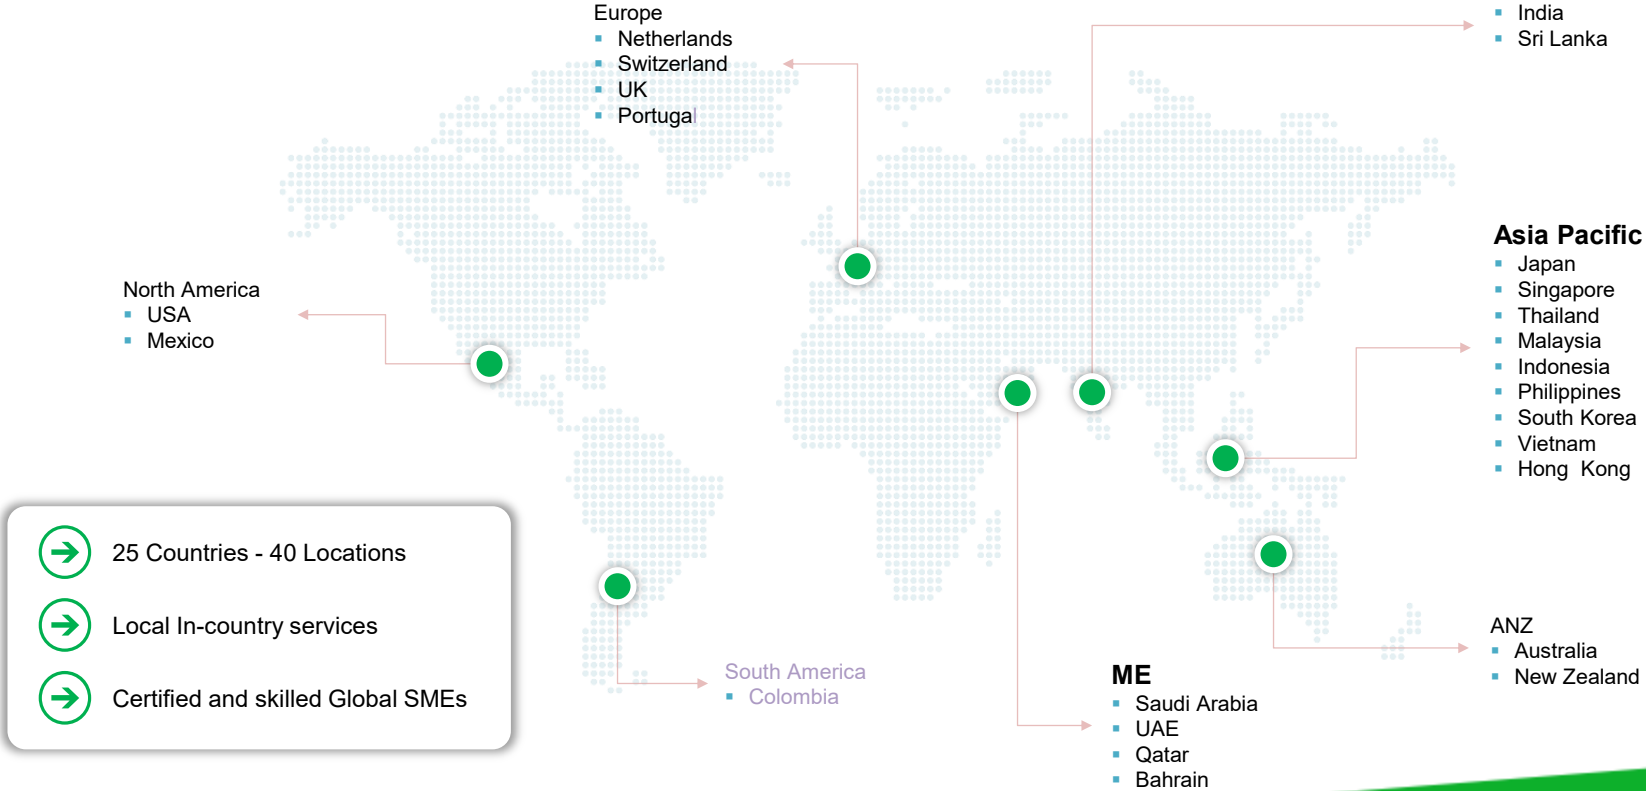 Europe
Netherlands
Switzerland
UK
Portugal
India
Sri Lanka
North America
USA
Mexico
Asia Pacific
Japan
Singapore
Thailand
Malaysia
Indonesia
Philippines
South Korea
Vietnam
Hong Kong
25 Countries - 40 Locations
Local In-country services
Certified and skilled Global SMEs
South America
Colombia
ME
Saudi Arabia
UAE
Qatar
Bahrain
ANZ
Australia
New Zealand